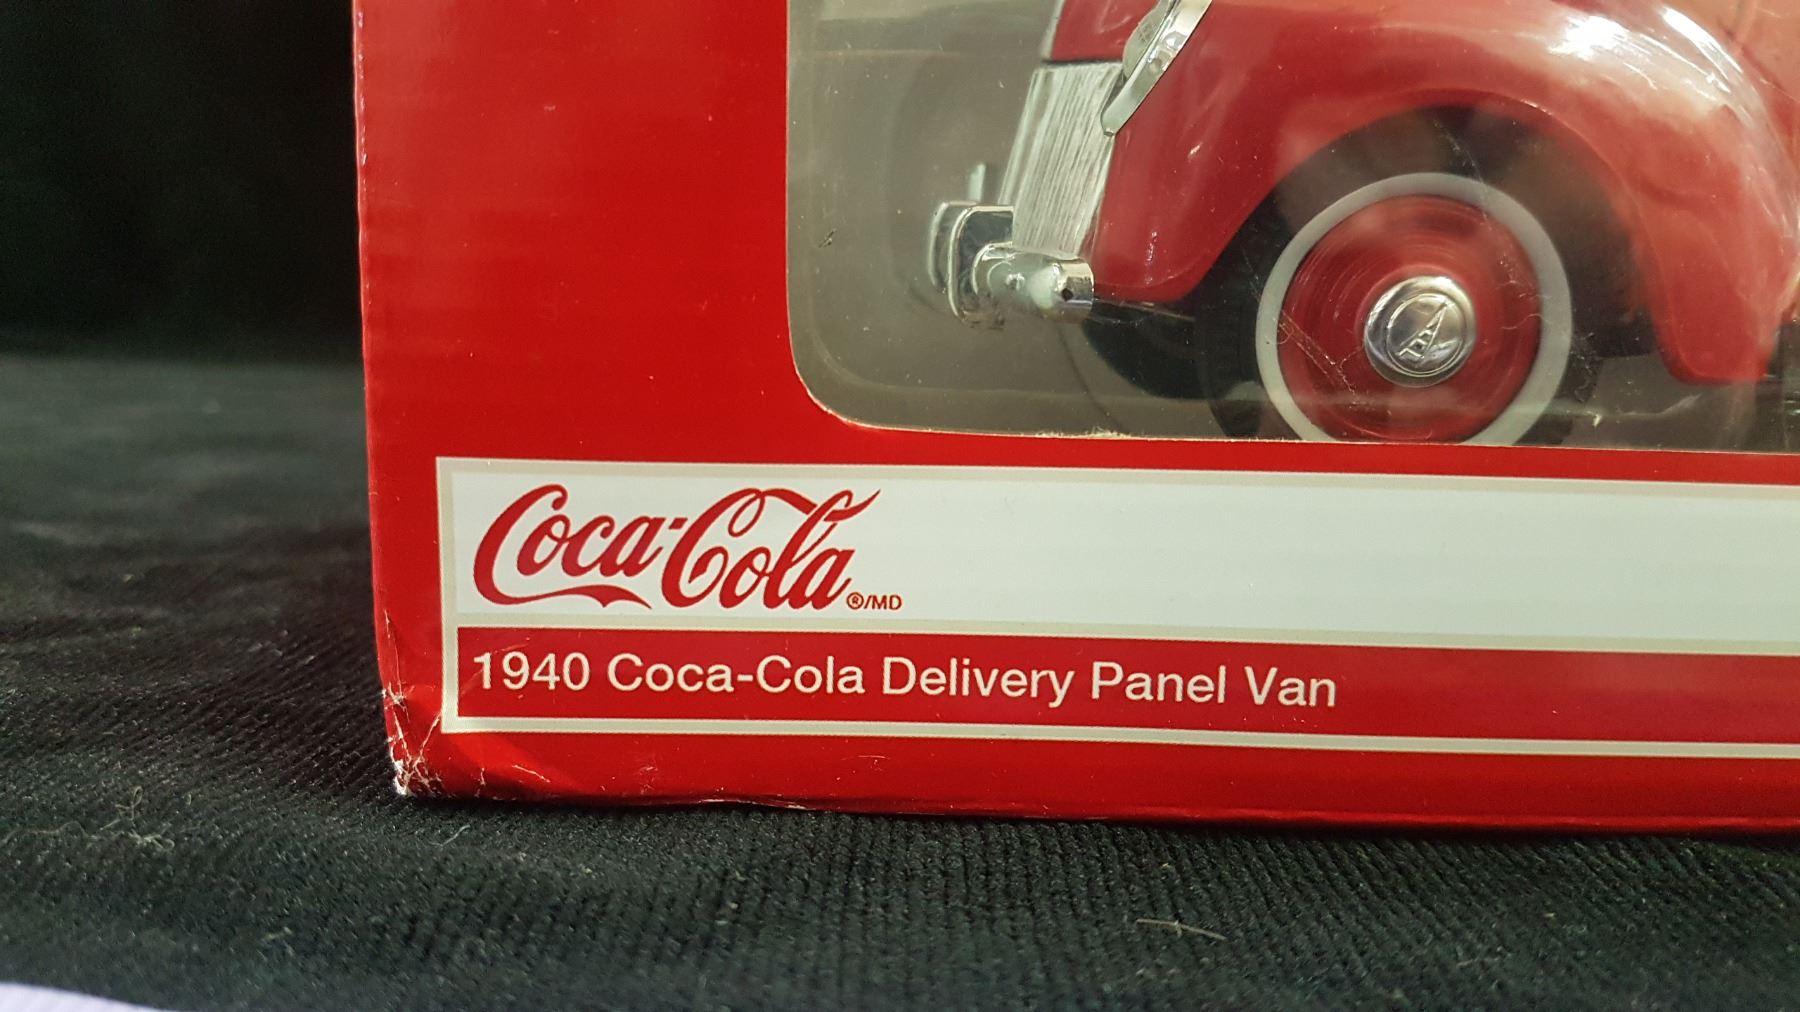 Coca-Cola ®/MD
1940 Coca-Cola Delivery Panel Van